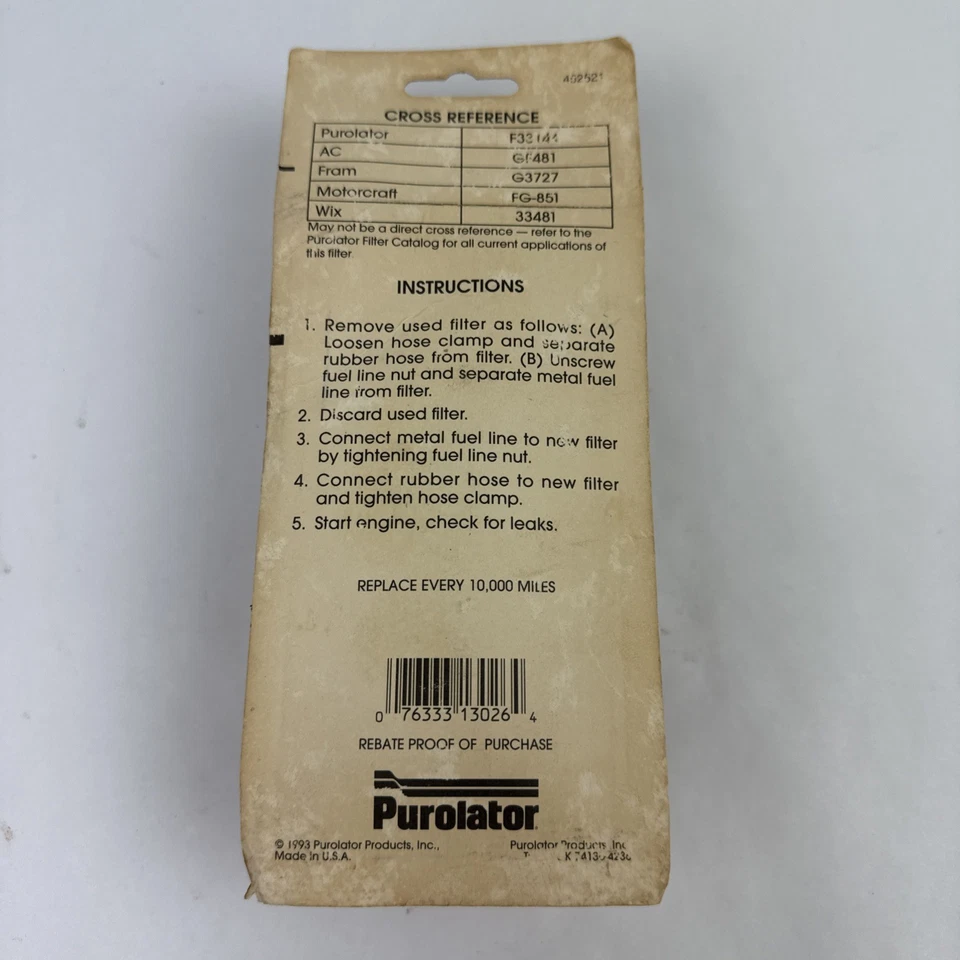 462521
CROSS REFERENCE
Purolator F33144
AC GF481
Fram G3727
Motorcraft FG-851
Wix 33481
May not be a direct cross reference — refer to the
Purolator Filter Catalog for all current applications of
this filter
INSTRUCTIONS
1. Remove used filter as follows: (A)
Loosen hose clamp and separate
rubber hose from filter. (B) Unscrew
fuel line nut and separate metal fuel
line from filter.
2. Discard used filter.
3. Connect metal fuel line to new filter
by tightening fuel line nut.
4. Connect rubber hose to new filter
and tighten hose clamp.
5. Start engine, check for leaks.
REPLACE EVERY 10,000 MILES
0 76333 13026 4
REBATE PROOF OF PURCHASE
Purolator
© 1993 Purolator Products, Inc., Purolator Products, Inc
Made in U.S.A.